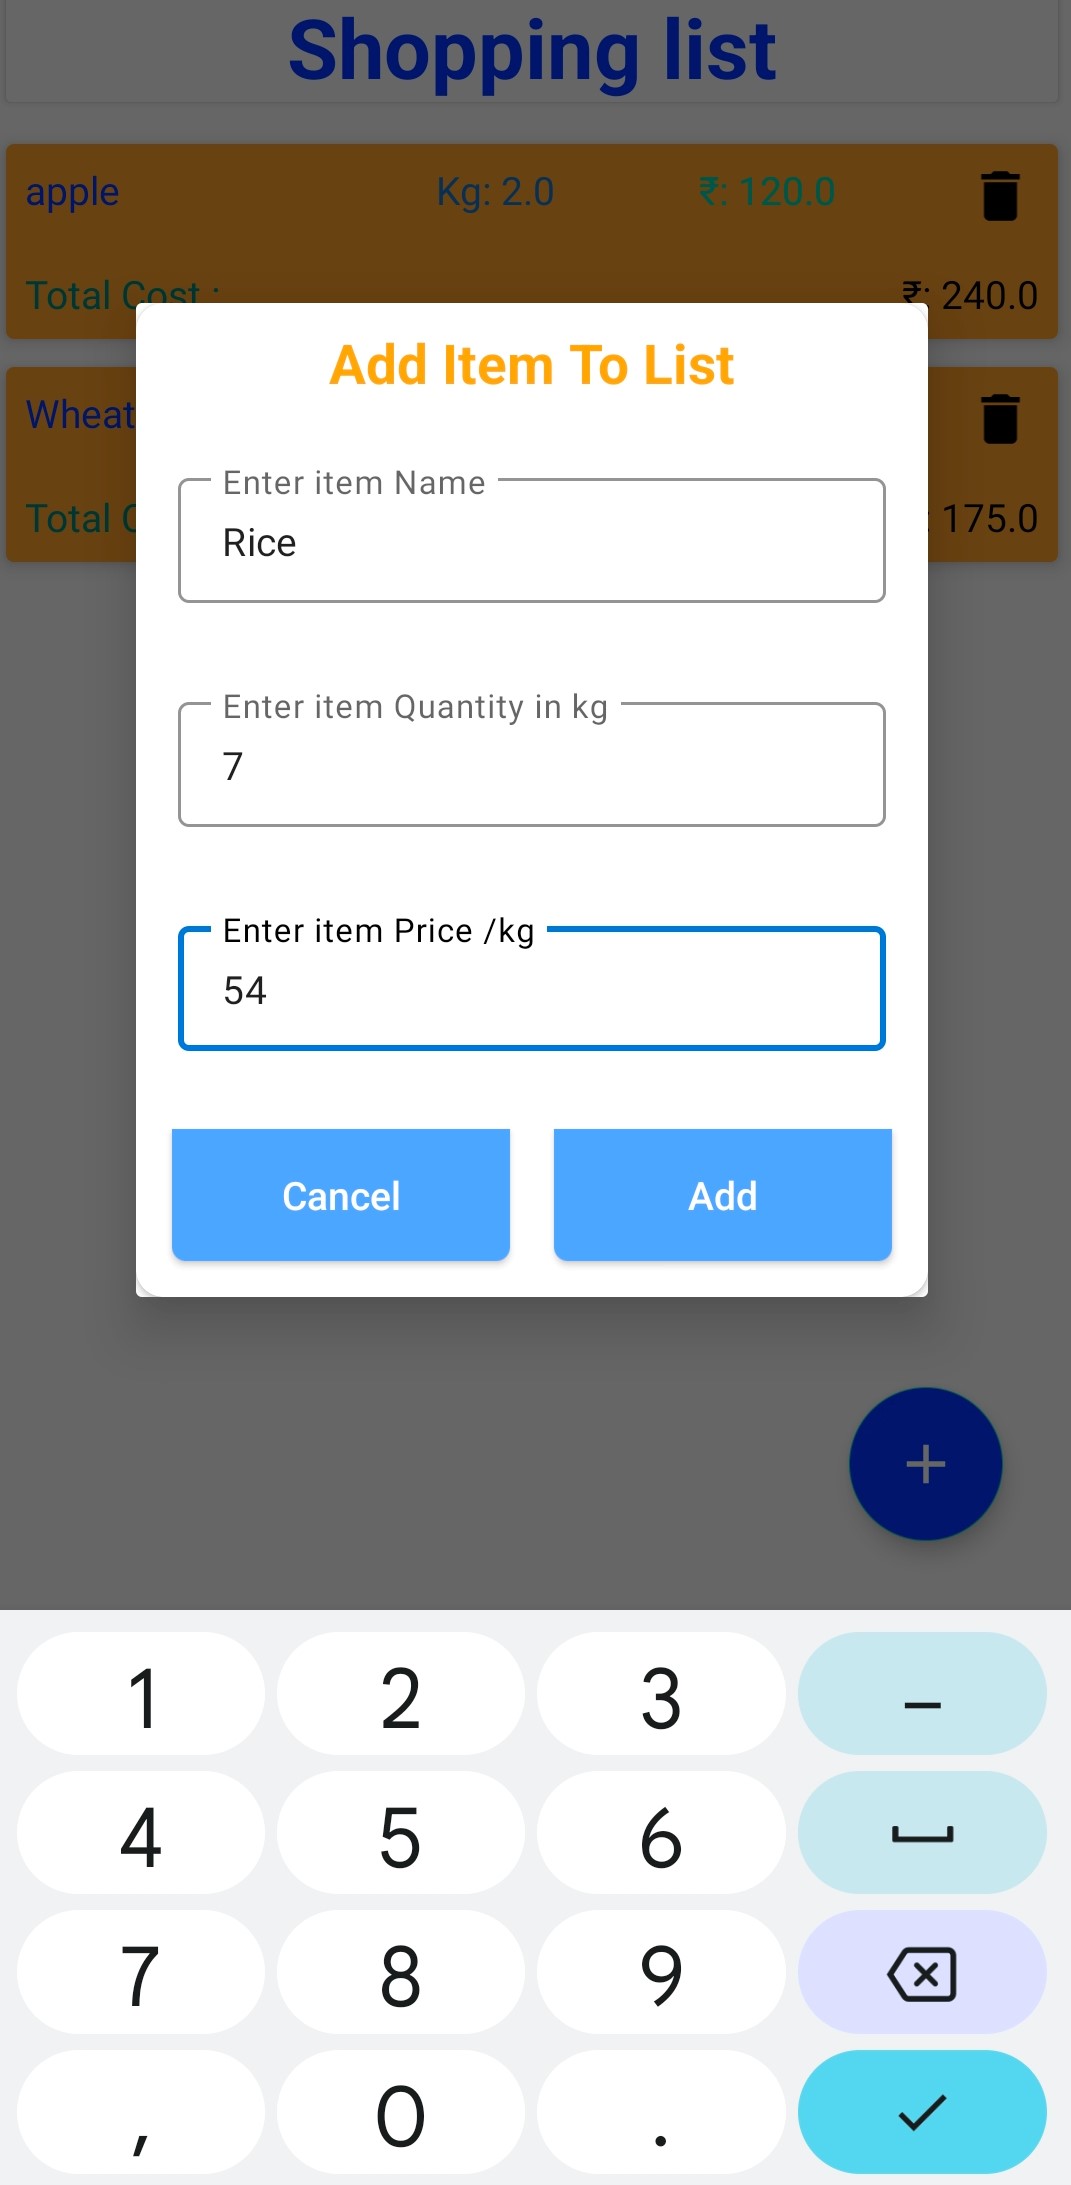 Shopping list
apple Kg: 2.0 ₹: 120.0
Total Cost : ₹: 240.0
Add Item To List
Wheat
Enter item Name
Rice
Total 175.0
Enter item Quantity in kg
7
Enter item Price /kg
54
Cancel Add
+
1 2 3 –
4 5 6
7 8 9
, 0 .